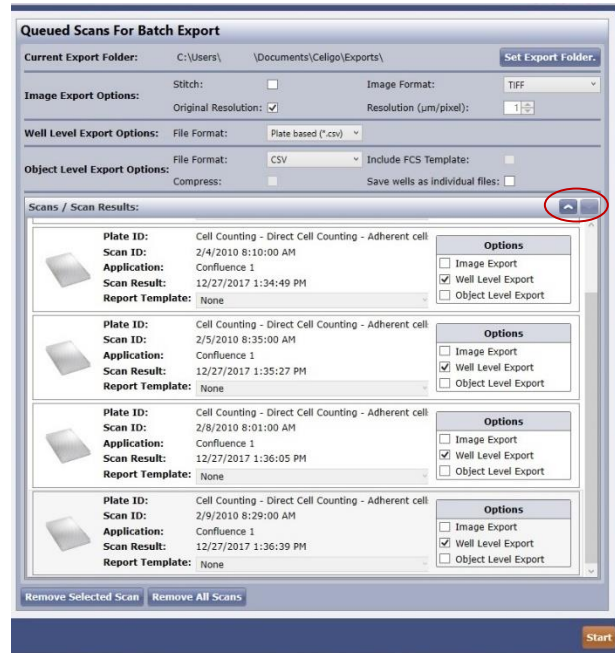 Queued Scans For Batch Export
Current Export Folder: C:\Users\ \Documents\Celigo\Exports\ Set Export Folder.
Image Export Options:
Stitch: Image Format: TIFF
Original Resolution: Resolution (µm/pixel): 1
Well Level Export Options: File Format: Plate based (*.csv)
Object Level Export Options:
File Format: CSV Include FCS Template:
Compress: Save wells as individual files:
Scans / Scan Results:
Plate ID: Cell Counting - Direct Cell Counting - Adherent cell
Scan ID: 2/4/2010 8:10:00 AM
Application: Confluence 1
Scan Result: 12/27/2017 1:34:49 PM
Report Template: None
Options
Image Export
Well Level Export
Object Level Export
Plate ID: Cell Counting - Direct Cell Counting - Adherent cell
Scan ID: 2/5/2010 8:35:00 AM
Application: Confluence 1
Scan Result: 12/27/2017 1:35:27 PM
Report Template: None
Options
Image Export
Well Level Export
Object Level Export
Plate ID: Cell Counting - Direct Cell Counting - Adherent cell
Scan ID: 2/8/2010 8:01:00 AM
Application: Confluence 1
Scan Result: 12/27/2017 1:36:05 PM
Report Template: None
Options
Image Export
Well Level Export
Object Level Export
Plate ID: Cell Counting - Direct Cell Counting - Adherent cell
Scan ID: 2/9/2010 8:29:00 AM
Application: Confluence 1
Scan Result: 12/27/2017 1:36:39 PM
Report Template: None
Options
Image Export
Well Level Export
Object Level Export
Remove Selected Scan Remove All Scans
Start